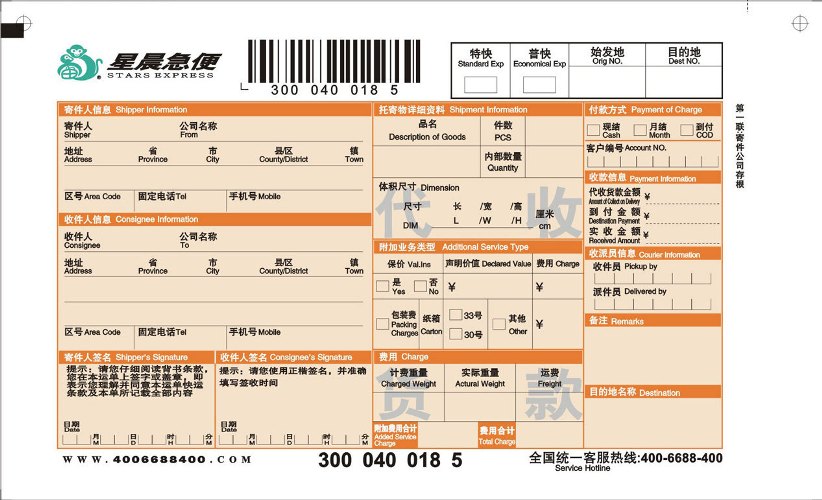 星晨急便
STARS EXPRESS
300 040 018 5
特快
Standard Exp
普快
Economical Exp
始发地
Orig NO.
目的地
Dest NO.
寄件人信息 Shipper Information
寄件人
Shipper
公司名称
From
地址
Address
省
Province
市
City
县/区
County/District
镇
Town
区号 Area Code
固定电话Tel
手机号 Mobile
收件人信息 Consignee Information
收件人
Consignee
公司名称
To
地址
Address
省
Province
市
City
县/区
County/District
镇
Town
区号 Area Code
固定电话Tel
手机号 Mobile
寄件人签名 Shipper's Signature
提示：请您仔细阅读背书条款，
您在本运单上签字或盖章，即
表示您理解并同意本运单快运
条款及本单所记载全部内容
日期
Date
月
M
日
D
时
H
分
M
收件人签名 Consignee's Signature
提示：请您使用正楷签名，并准确
填写签收时间
日期
Date
月
M
日
D
时
H
分
M
托寄物详细资料 Shipment Information
品名
Description of Goods
件数
PCS
内部数量
Quantity
体积尺寸 Dimension
尺寸 / 宽 / 高 厘米
DIM L / W / H cm
代收
附加业务类型 Additional Service Type
保价 Val.Ins
声明价值 Declared Value
费用 Charge
是
Yes
否
No
¥
¥
包装费
Packing
Charges
纸箱
Carton
33号
30号
其他
Other
¥
费用 Charge
计费重量
Charged Weight
实际重量
Actural Weight
运费
Freight
贷款
附加费用合计
Added Service
Charge
费用合计
Total Charge
付款方式 Payment of Charge
现结
Cash
月结
Month
到付
COD
客户编号 Account NO.
收款信息 Payment Information
代收货款金额 ¥
Amount of Collect on Delivery
到付金额 ¥
Destination Payment
实收金额 ¥
Received Amount
收派员信息 Courier Information
收件员 Pickup by
派件员 Delivered by
备注 Remarks
目的地名称 Destination
第一联寄件公司存根
WWW.4006688400.COM
300 040 018 5
全国统一客服热线:400-6688-400
Service Hotline